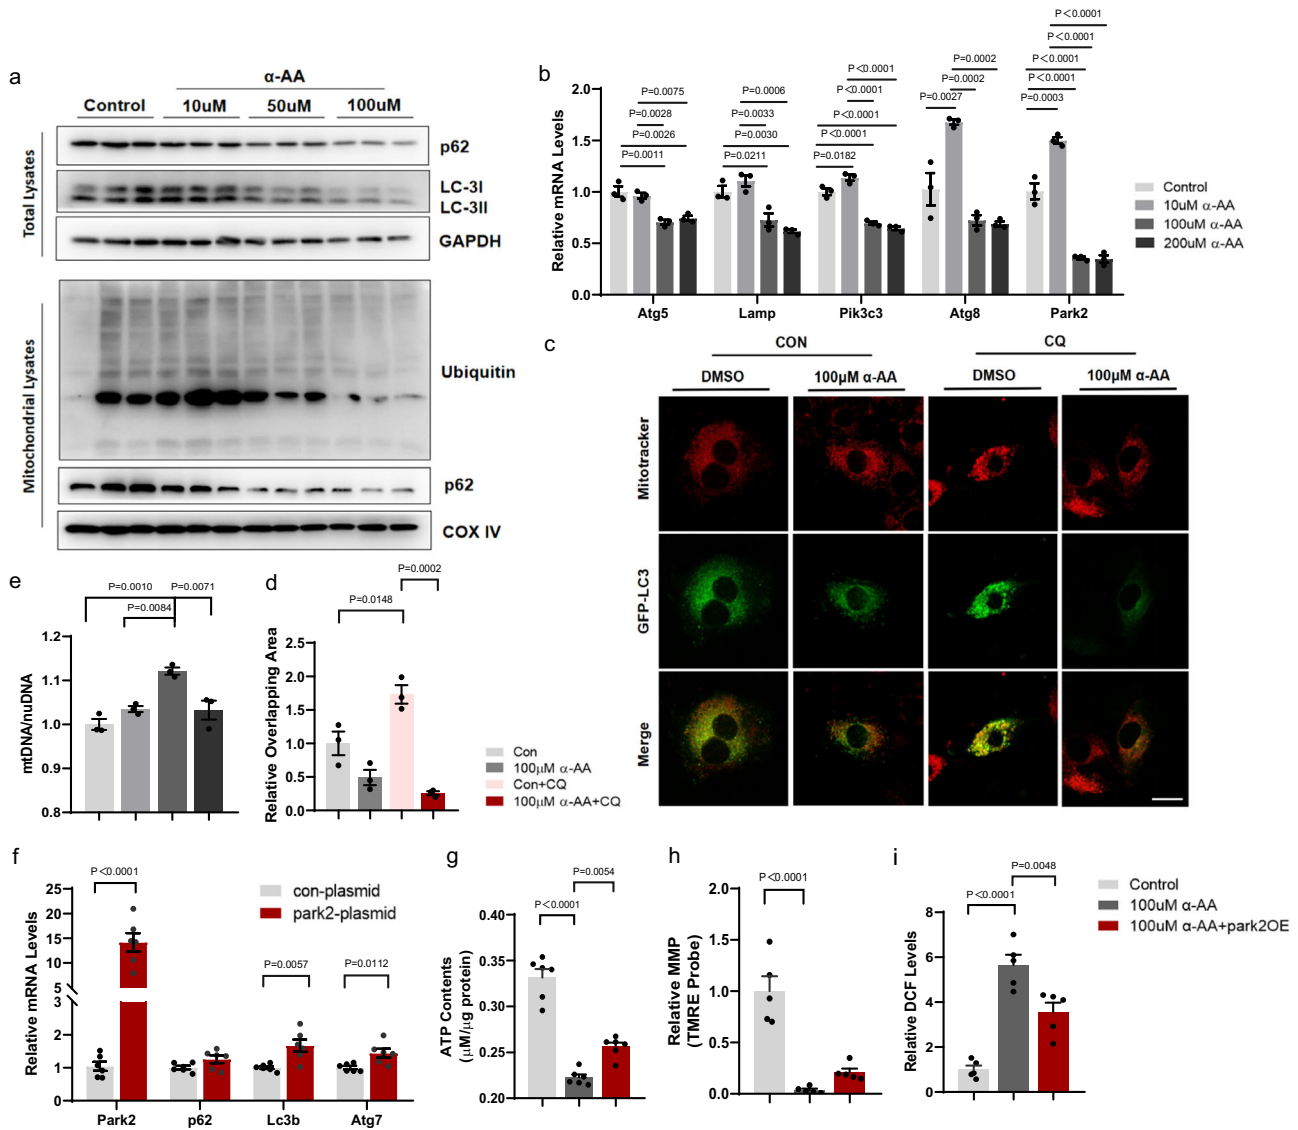 a
α-AA
Control 10uM 50uM 100uM
Total Lysates
p62
LC-3I
LC-3II
GAPDH
Mitochondrial Lysates
Ubiquitin
p62
COX IV
b
P<0.0001
P<0.0001
P<0.0001
P<0.0001
P=0.0003
P=0.0002
P=0.0002
P=0.0027
P<0.0001
P<0.0001
P<0.0001
P<0.0001
P=0.0182
P=0.0006
P=0.0033
P=0.0030
P=0.0211
P=0.0075
P=0.0028
P=0.0026
P=0.0011
Relative mRNA Levels
2.0
1.5
1.0
0.5
0.0
Atg5 Lamp Pik3c3 Atg8 Park2
Control
10uM α-AA
100uM α-AA
200uM α-AA
c
CON CQ
DMSO 100μM α-AA DMSO 100μM α-AA
Mitotracker
GFP-LC3
Merge
e
P=0.0010 P=0.0071
P=0.0084
mtDNA/nuDNA
1.2
1.1
1.0
0.9
0.8
d
P=0.0002
P=0.0148
Relative Overlapping Area
2.5
2.0
1.5
1.0
0.5
0.0
Con
100μM α-AA
Con+CQ
100μM α-AA+CQ
f
P<0.0001
P=0.0057 P=0.0112
Relative mRNA Levels
25
20
15
10
5
3
2
1
0
Park2 p62 Lc3b Atg7
con-plasmid
park2-plasmid
g
P=0.0054
P<0.0001
ATP Contents
(μM/μg protein)
0.40
0.35
0.30
0.25
0.20
h
P<0.0001
Relative MMP
(TMRE Probe)
2.0
1.5
1.0
0.5
0.0
i
P=0.0048
P<0.0001
Relative DCF Levels
8
6
4
2
0
Control
100uM α-AA
100uM α-AA+park2OE